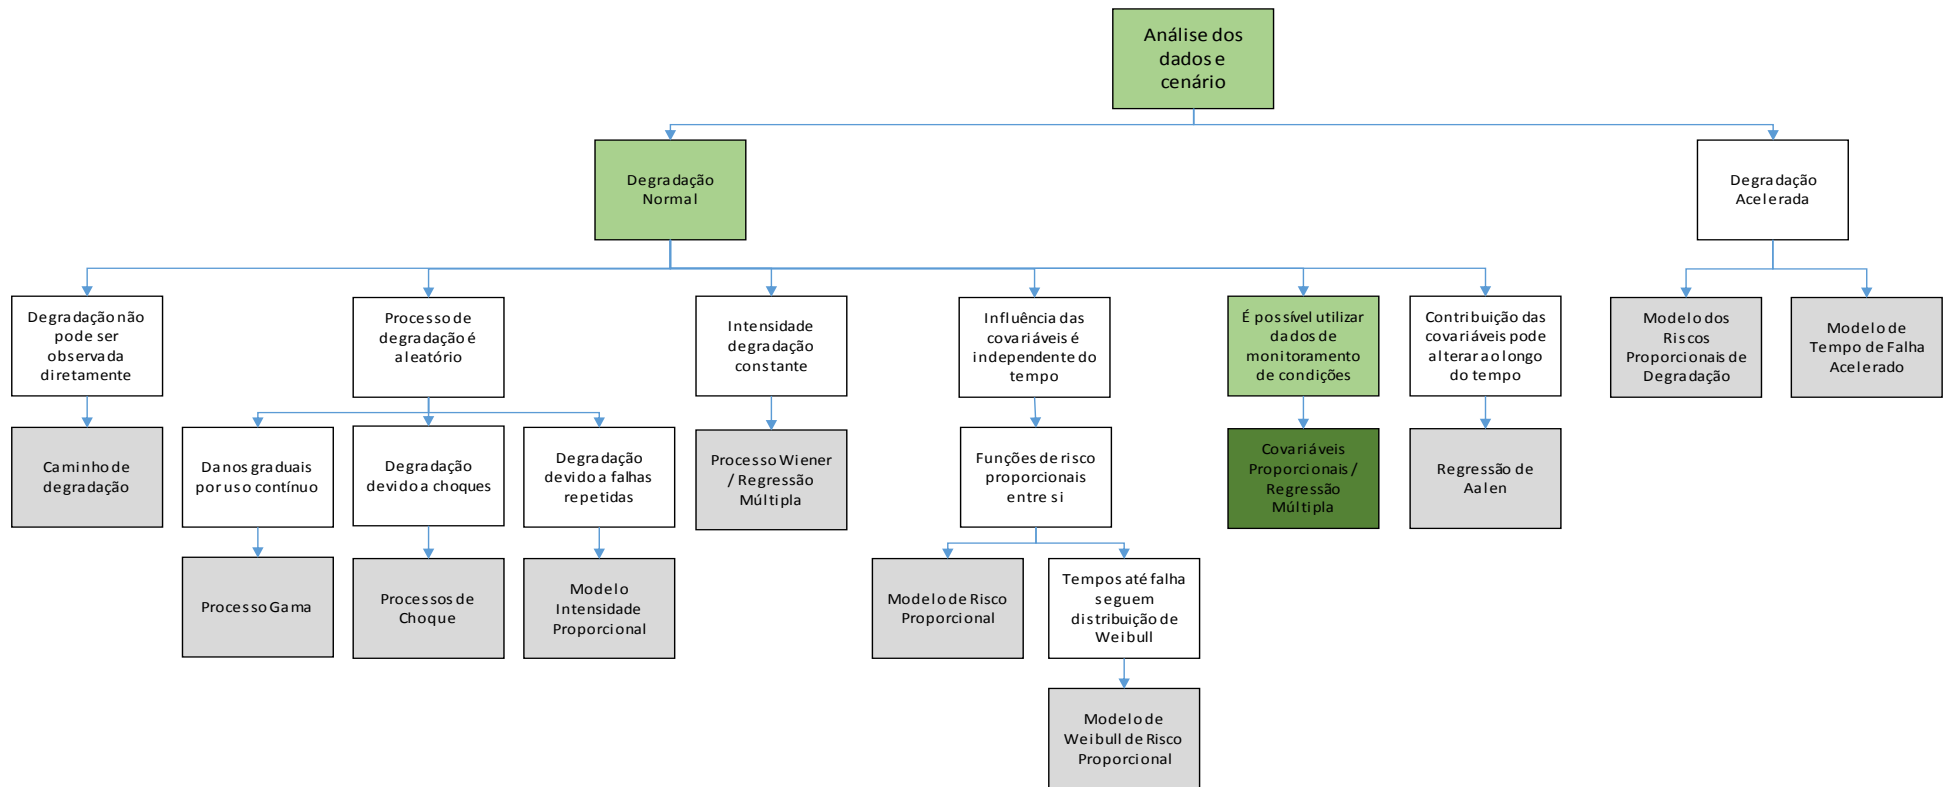 Análise dos
dados e
cenário
Degradação
Normal
Degradação
Acelerada
Degradação não
pode ser
observada
diretamente
Processo de
degradação é
aleatório
Intensidade
degradação
constante
Influência das
covariáveis é
independente do
tempo
É possível utilizar
dados de
monitoramento
de condições
Contribuição das
covariáveis pode
alterar ao longo
do tempo
Modelo dos
Riscos
Proporcionais de
Degradação
Modelo de
Tempo de Falha
Acelerado
Caminho de
degradação
Danos graduais
por uso contínuo
Degradação
devido a choques
Degradação
devido a falhas
repetidas
Processo Wiener
/ Regressão
Múltipla
Funções de risco
proporcionais
entre si
Covariáveis
Proporcionais /
Regressão
Múltipla
Regressão de
Aalen
Processo Gama
Processos de
Choque
Modelo
Intensidade
Proporcional
Modelo de Risco
Proporcional
Tempos até falha
seguem
distribuição de
Weibull
Modelo de
Weibull de Risco
Proporcional